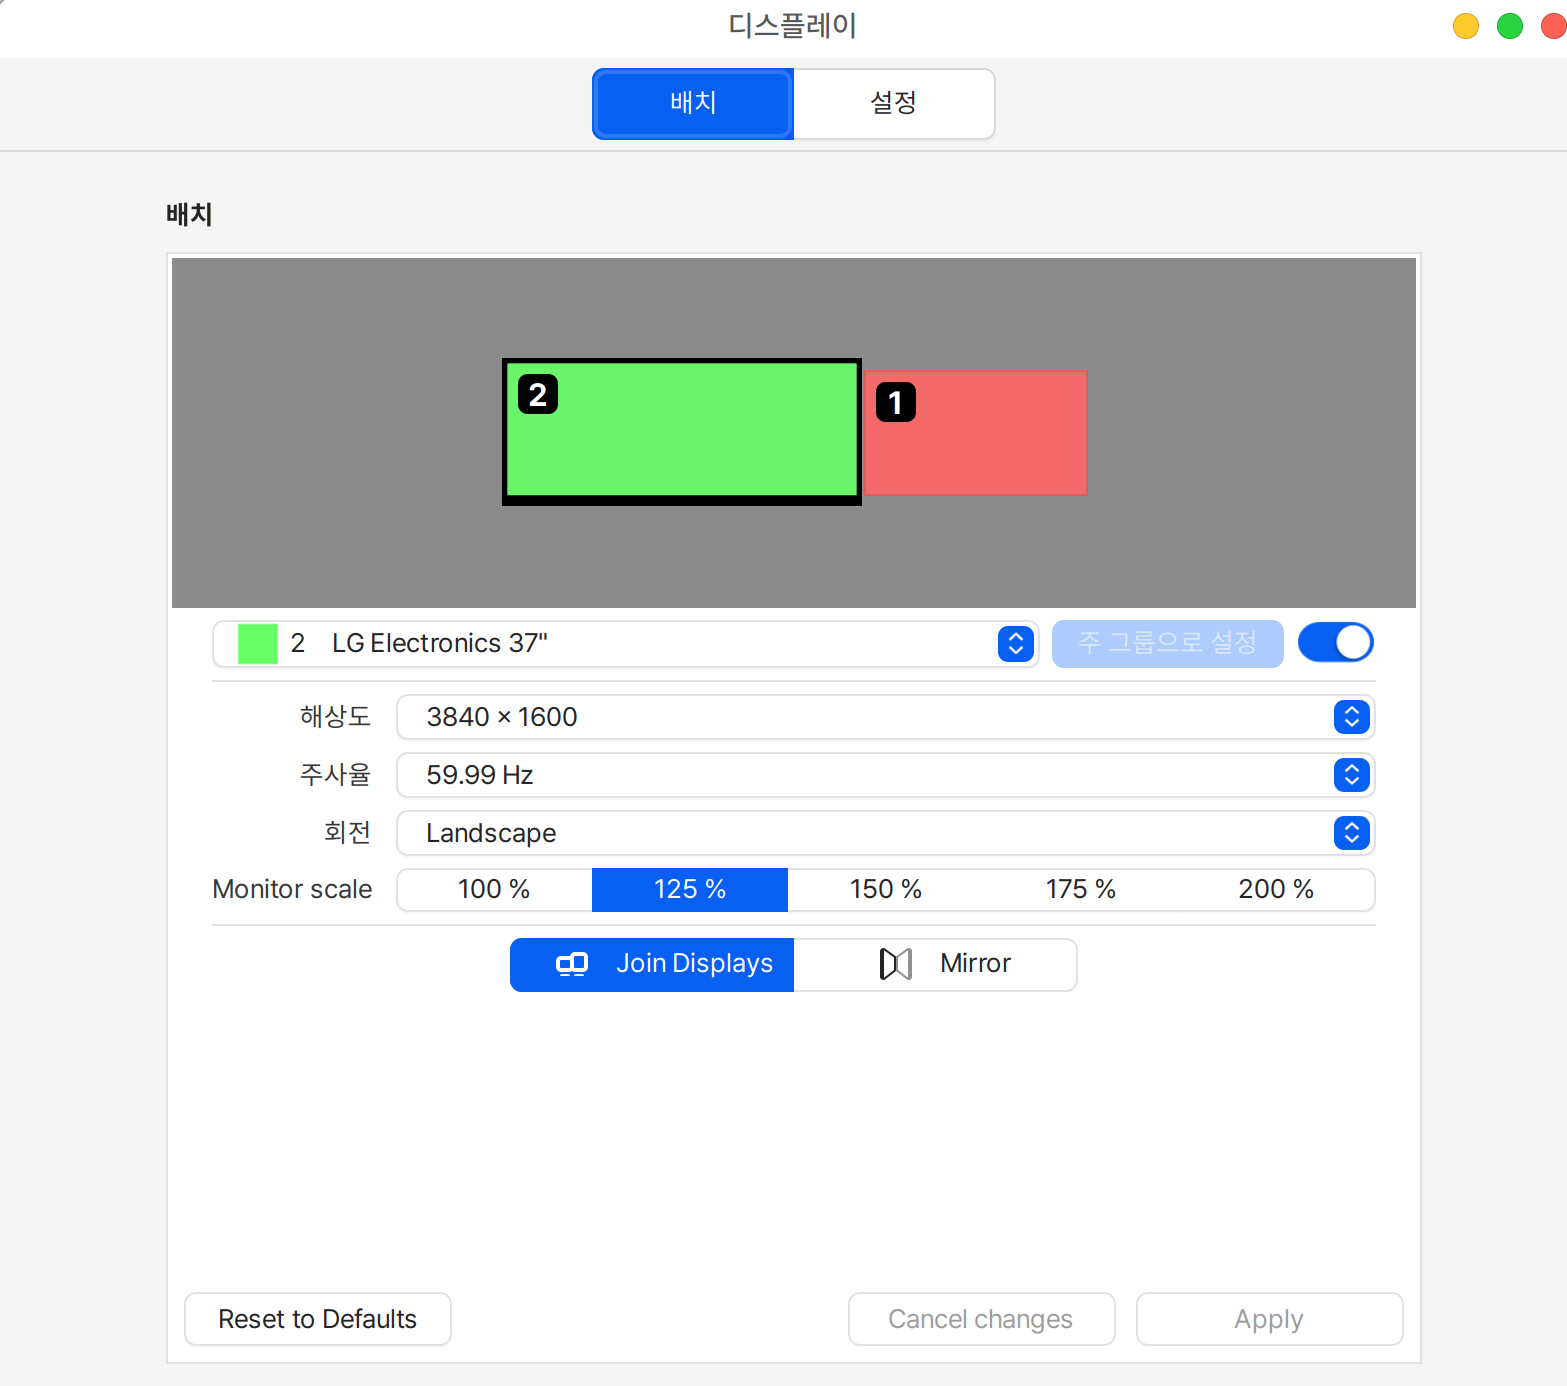 디스플레이
배치
설정
배치
2
1
2 LG Electronics 37"
주 그룹으로 설정
해상도 3840 × 1600
주사율 59.99 Hz
회전 Landscape
Monitor scale 100 % 125 % 150 % 175 % 200 %
Join Displays Mirror
Reset to Defaults Cancel changes Apply